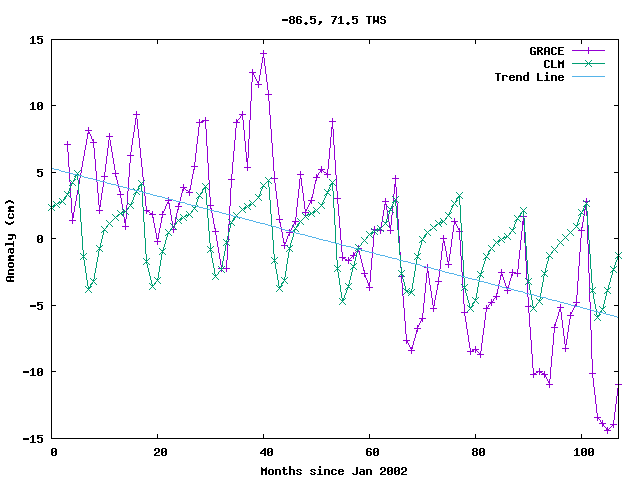 -86.5, 71.5 TWS
GRACE
CLM
Trend Line
Anomaly (cm)
15
10
5
0
-5
-10
-15
0 20 40 60 80 100
Months since Jan 2002